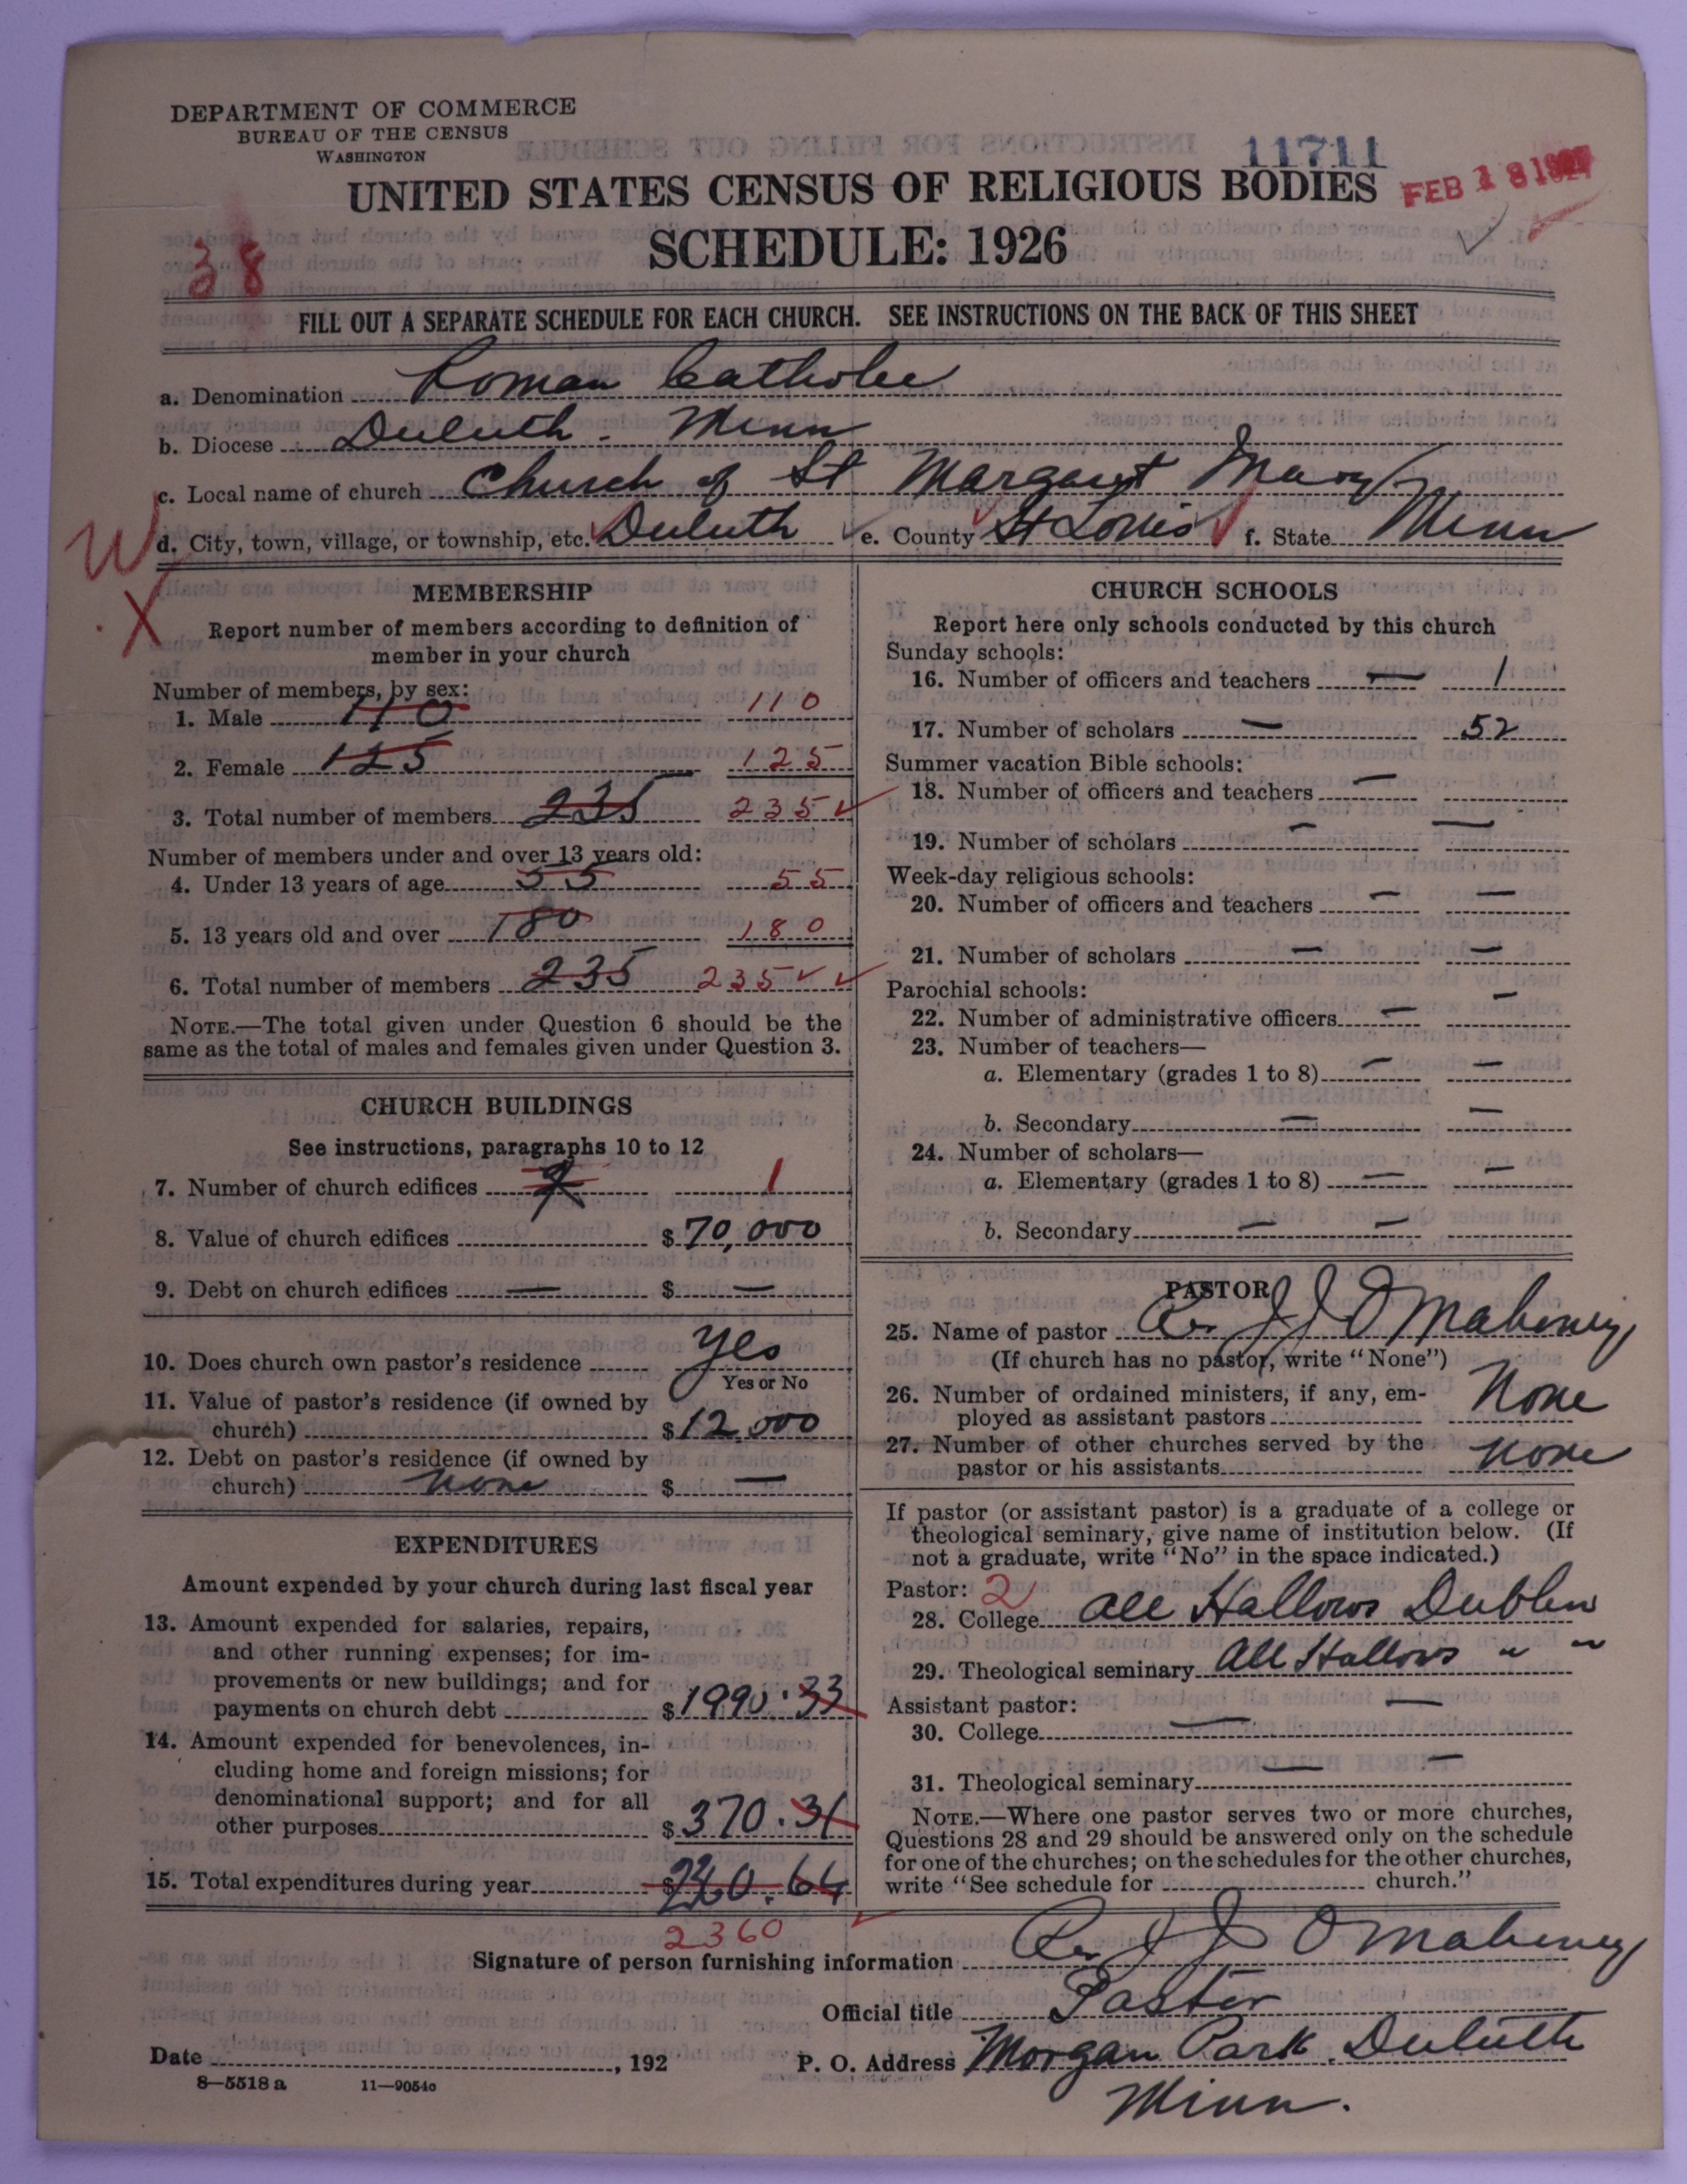 DEPARTMENT OF COMMERCE
BUREAU OF THE CENSUS
WASHINGTON
11711
UNITED STATES CENSUS OF RELIGIOUS BODIES
FEB 18 1927
SCHEDULE: 1926
38
FILL OUT A SEPARATE SCHEDULE FOR EACH CHURCH. SEE INSTRUCTIONS ON THE BACK OF THIS SHEET
a. Denomination Roman Catholic
b. Diocese Duluth - Minn
c. Local name of church Church of St Margaret Mary
d. City, town, village, or township, etc. Duluth e. County St Louis f. State Minn
W
X
MEMBERSHIP
Report number of members according to definition of
member in your church
Number of members, by sex:
1. Male 110 110
2. Female 125 125
3. Total number of members 235 235
Number of members under and over 13 years old:
4. Under 13 years of age 55 55
5. 13 years old and over 180 180
6. Total number of members 235 235
NOTE.—The total given under Question 6 should be the
same as the total of males and females given under Question 3.
CHURCH BUILDINGS
See instructions, paragraphs 10 to 12
7. Number of church edifices 1
8. Value of church edifices $ 70,000
9. Debt on church edifices — $ —
10. Does church own pastor's residence Yes
Yes or No
11. Value of pastor's residence (if owned by
church) $ 12,000
12. Debt on pastor's residence (if owned by
church) none $ —
EXPENDITURES
Amount expended by your church during last fiscal year
13. Amount expended for salaries, repairs,
and other running expenses; for im-
provements or new buildings; and for
payments on church debt $ 1990.33
14. Amount expended for benevolences, in-
cluding home and foreign missions; for
denominational support; and for all
other purposes $ 370.31
15. Total expenditures during year $ 2360.64
2360
CHURCH SCHOOLS
Report here only schools conducted by this church
Sunday schools:
16. Number of officers and teachers — 1
17. Number of scholars — 52
Summer vacation Bible schools:
18. Number of officers and teachers —
19. Number of scholars — —
Week-day religious schools:
20. Number of officers and teachers — —
21. Number of scholars — —
Parochial schools:
22. Number of administrative officers — —
23. Number of teachers—
a. Elementary (grades 1 to 8) — —
b. Secondary — —
24. Number of scholars—
a. Elementary (grades 1 to 8) — —
b. Secondary — —
PASTOR
25. Name of pastor Rev J J O Mahoney
(If church has no pastor, write "None")
26. Number of ordained ministers, if any, em-
ployed as assistant pastors None
27. Number of other churches served by the
pastor or his assistants none
If pastor (or assistant pastor) is a graduate of a college or
theological seminary, give name of institution below. (If
not a graduate, write "No" in the space indicated.)
Pastor: 2
28. College All Hallows Dublin
29. Theological seminary All Hallows " "
Assistant pastor: —
30. College —
31. Theological seminary — —
NOTE.—Where one pastor serves two or more churches,
Questions 28 and 29 should be answered only on the schedule
for one of the churches; on the schedules for the other churches,
write "See schedule for church."
Signature of person furnishing information Rev J J O Mahoney
Official title Pastor
Date , 192
P. O. Address Morgan Park. Duluth
Minn.
8—5518 a 11—9054c